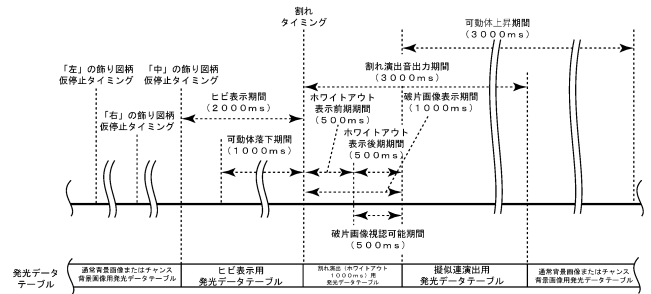 割れ
タイミング
可動体上昇期間
(3000ms)
「左」の飾り図柄
仮停止タイミング
「中」の飾り図柄
仮停止タイミング
割れ演出音出力期間
(3000ms)
ヒビ表示期間
(2000ms)
ホワイトアウト
表示前期期間
(500ms)
破片画像表示期間
(1000ms)
「右」の飾り図柄
仮停止タイミング
ホワイトアウト
表示後期期間
(500ms)
可動体落下期間
(1000ms)
破片画像視認可能期間
(500ms)
発光データ
テーブル
通常背景画像またはチャンス
背景画像用発光データテーブル
ヒビ表示用
発光データテーブル
割れ演出(ホワイトアウト
1000ms)用
発光データテーブル
擬似連演出用
発光データテーブル
通常背景画像またはチャンス
背景画像用発光データテーブル